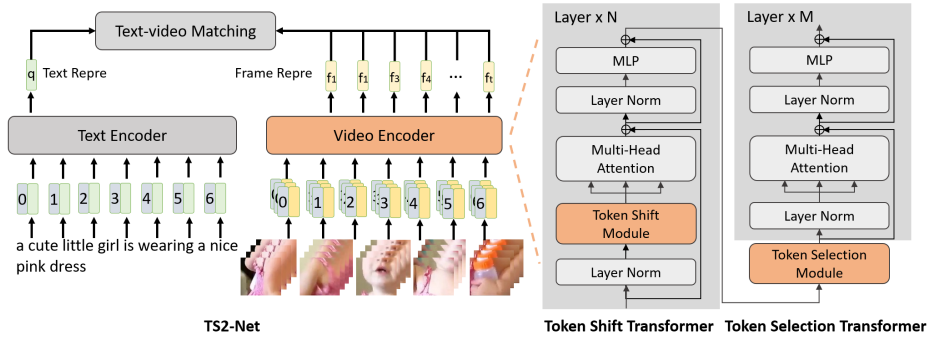 Text-video Matching
q Text Repre
Frame Repre f1 f1 f3 f4 ... ft
Text Encoder
Video Encoder
0 1 2 3 4 5 6
0 1 2 3 4 5 6
a cute little girl is wearing a nice
pink dress
TS2-Net
Layer x N
MLP
Layer Norm
Multi-Head
Attention
Token Shift
Module
Layer Norm
Token Shift Transformer
Layer x M
MLP
Layer Norm
Multi-Head
Attention
Layer Norm
Token Selection
Module
Token Selection Transformer